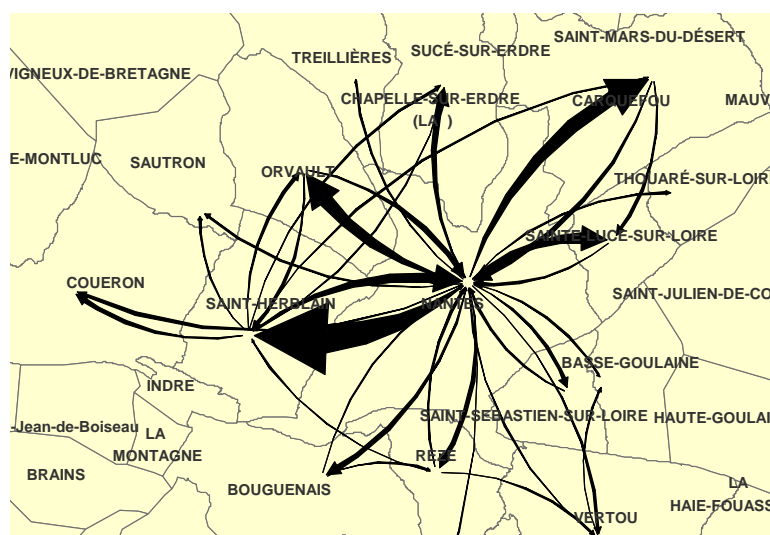 SAINT-MARS-DU-DÉSERT
SUCÉ-SUR-ERDRE
TREILLIÈRES
VIGNEUX-DE-BRETAGNE
CHAPELLE-SUR-ERDRE
(LA )
CARQUEFOU
MAUV
E-MONTLUC
SAUTRON
ORVAULT
THOUARÉ-SUR-LOIR
SAINTE-LUCE-SUR-LOIRE
COUERON
SAINT-HERBLAIN
NANTES
SAINT-JULIEN-DE-CO
BASSE-GOULAINE
INDRE
SAINT-SEBASTIEN-SUR-LOIRE
HAUTE-GOULAI
-Jean-de-Boiseau
LA
MONTAGNE
REZE
BRAINS
BOUGUENAIS
LA
HAIE-FOUASS
VERTOU